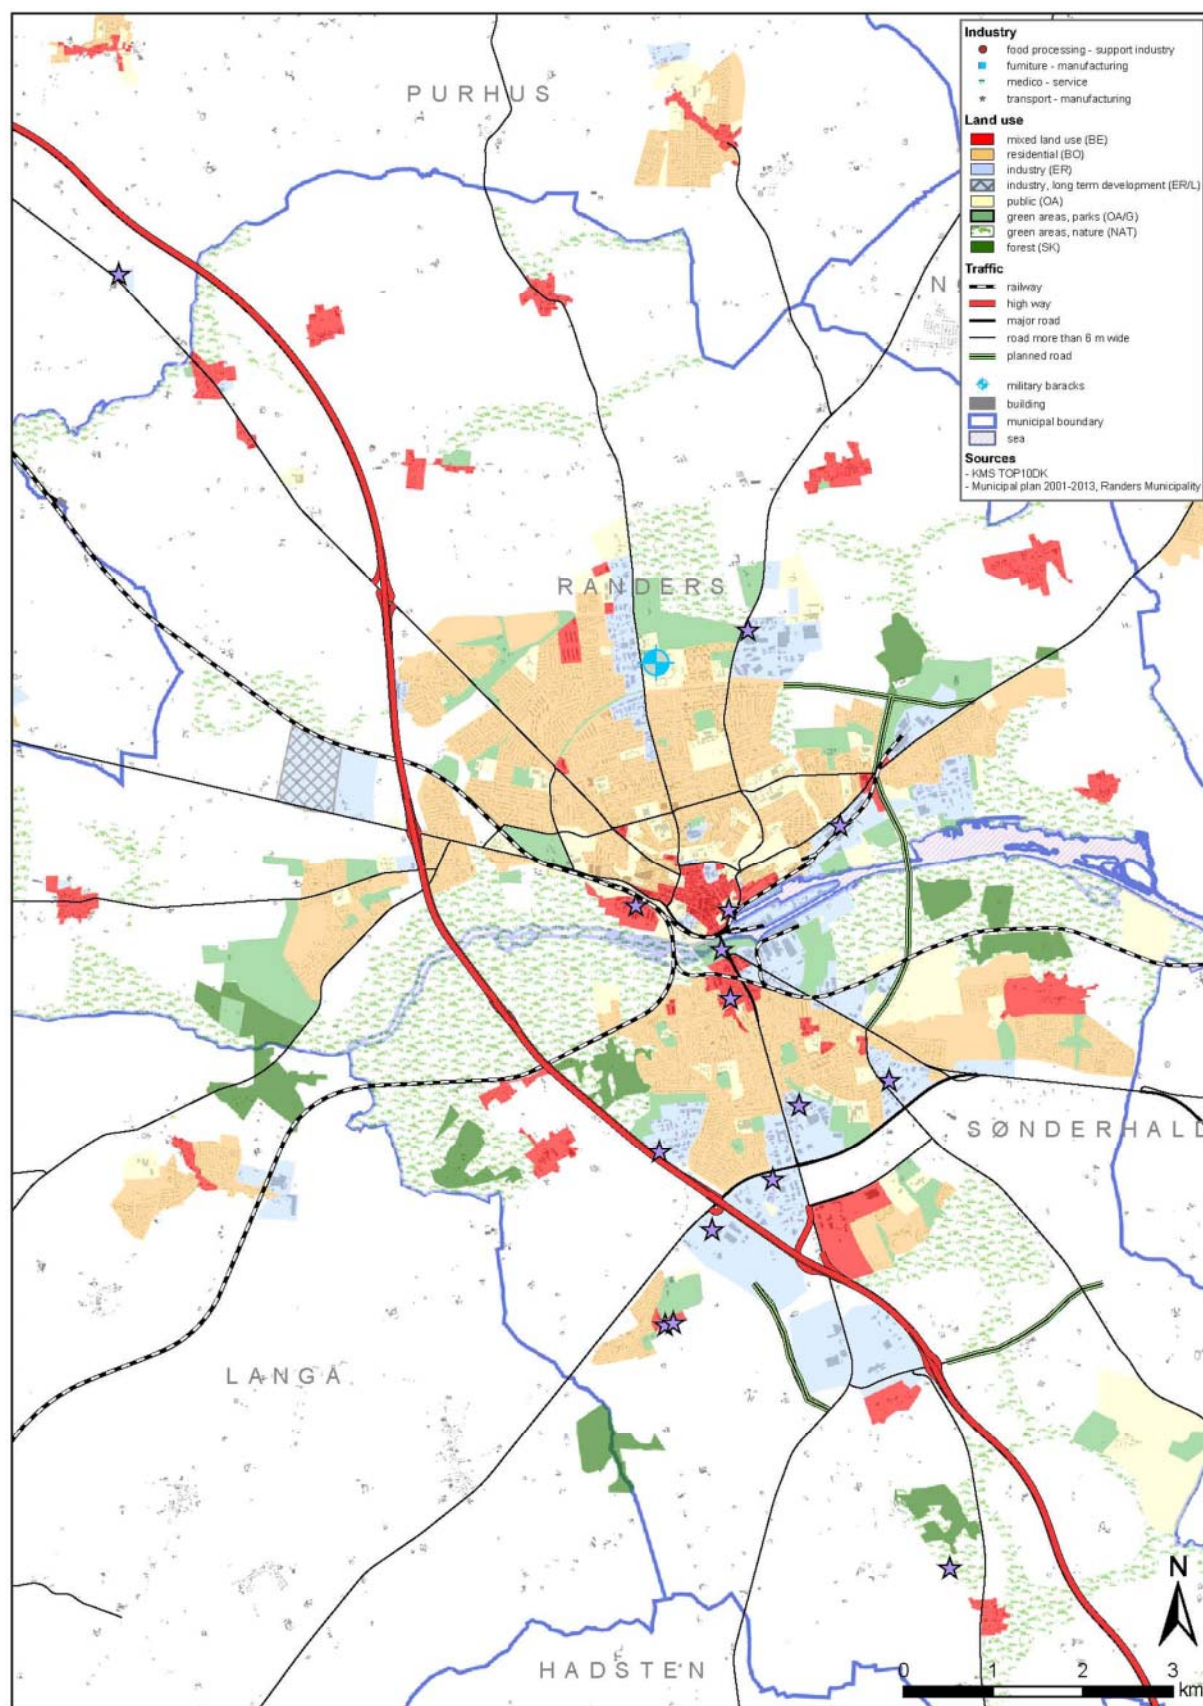 PURHUS
Industry
food processing - support industry
furniture - manufacturing
medico - service
transport - manufacturing
Land use
mixed land use (BE)
residential (BO)
industry (ER)
industry, long term development (ER/L)
public (OA)
green areas, parks (OA/G)
green areas, nature (NAT)
forest (SK)
Traffic
railway
high way
major road
road more than 6 m wide
planned road
military baracks
building
municipal boundary
sea
Sources
- KMS TOP10DK
- Municipal plan 2001-2013, Randers Municipality
RANDERS
SØNDERHALD
LANGÅ
HADSTEN
N
0 1 2 3
km